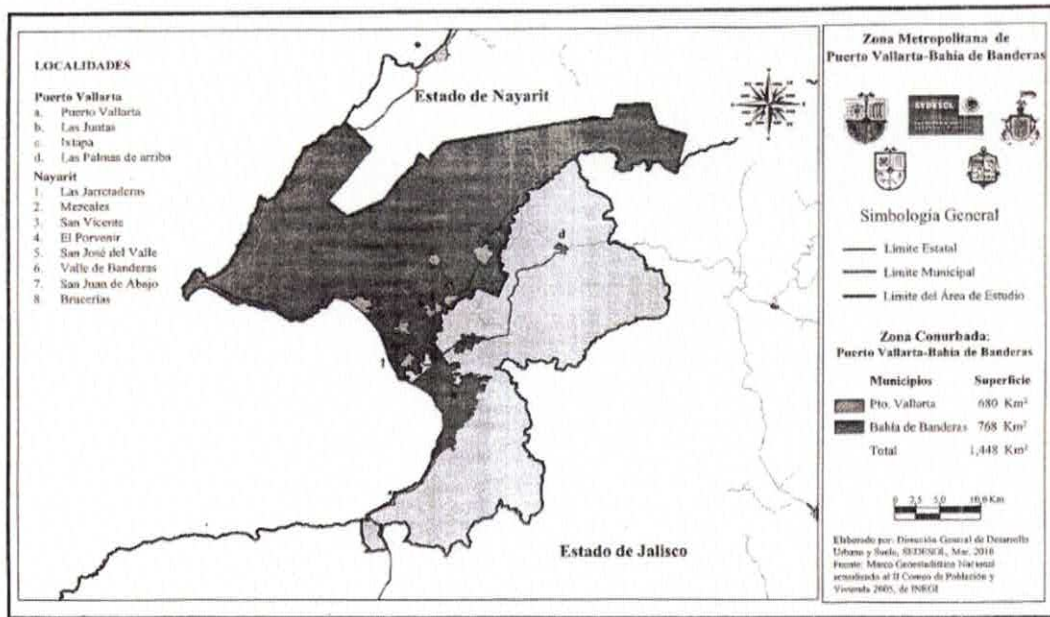 LOCALIDADES
Puerto Vallarta
a. Puerto Vallarta
b. Las Juntas
c. Ixtapa
d. Las Palmas de arriba
Nayarit
1. Las Jarretaderas
2. Mezcales
3. San Vicente
4. El Porvenir
5. San José del Valle
6. Valle de Banderas
7. San Juan de Abajo
8. Bucerías
Estado de Nayarit
d
1
Estado de Jalisco
Zona Metropolitana de
Puerto Vallarta-Bahía de Banderas
SEDESOL
Simbología General
Límite Estatal
Límite Municipal
Límite del Área de Estudio
Zona Conurbada:
Puerto Vallarta-Bahía de Banderas
Municipios Superficie
Pto. Vallarta 680 Km²
Bahía de Banderas 768 Km²
Total 1,448 Km²
0 2,5 5,0 10,0 Km
Elaborado por: Dirección General de Desarrollo
Urbano y Suelo, SEDESOL, Mar. 2010
Fuente: Marco Geoestadístico Nacional
actualizado al II Conteo de Población y
Vivienda 2005, de INEGI